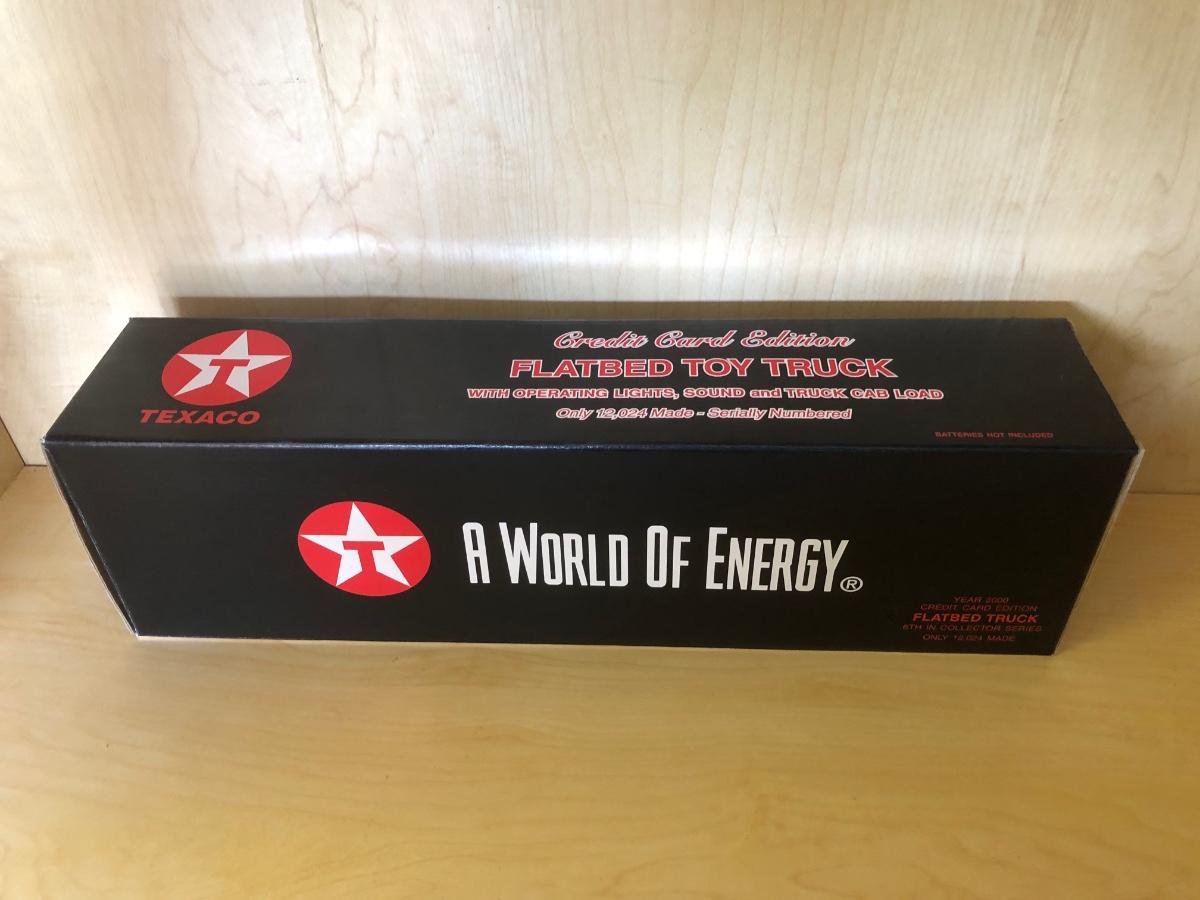 Credit Card Edition
FLATBED TOY TRUCK
WITH OPERATING LIGHTS, SOUND and TRUCK CAB LOAD
Only 12,024 Made - Serially Numbered
BATTERIES NOT INCLUDED
T
TEXACO
T
A WORLD OF ENERGY®
YEAR 2000
CREDIT CARD EDITION
FLATBED TRUCK
6TH IN COLLECTOR SERIES
ONLY 12,024 MADE